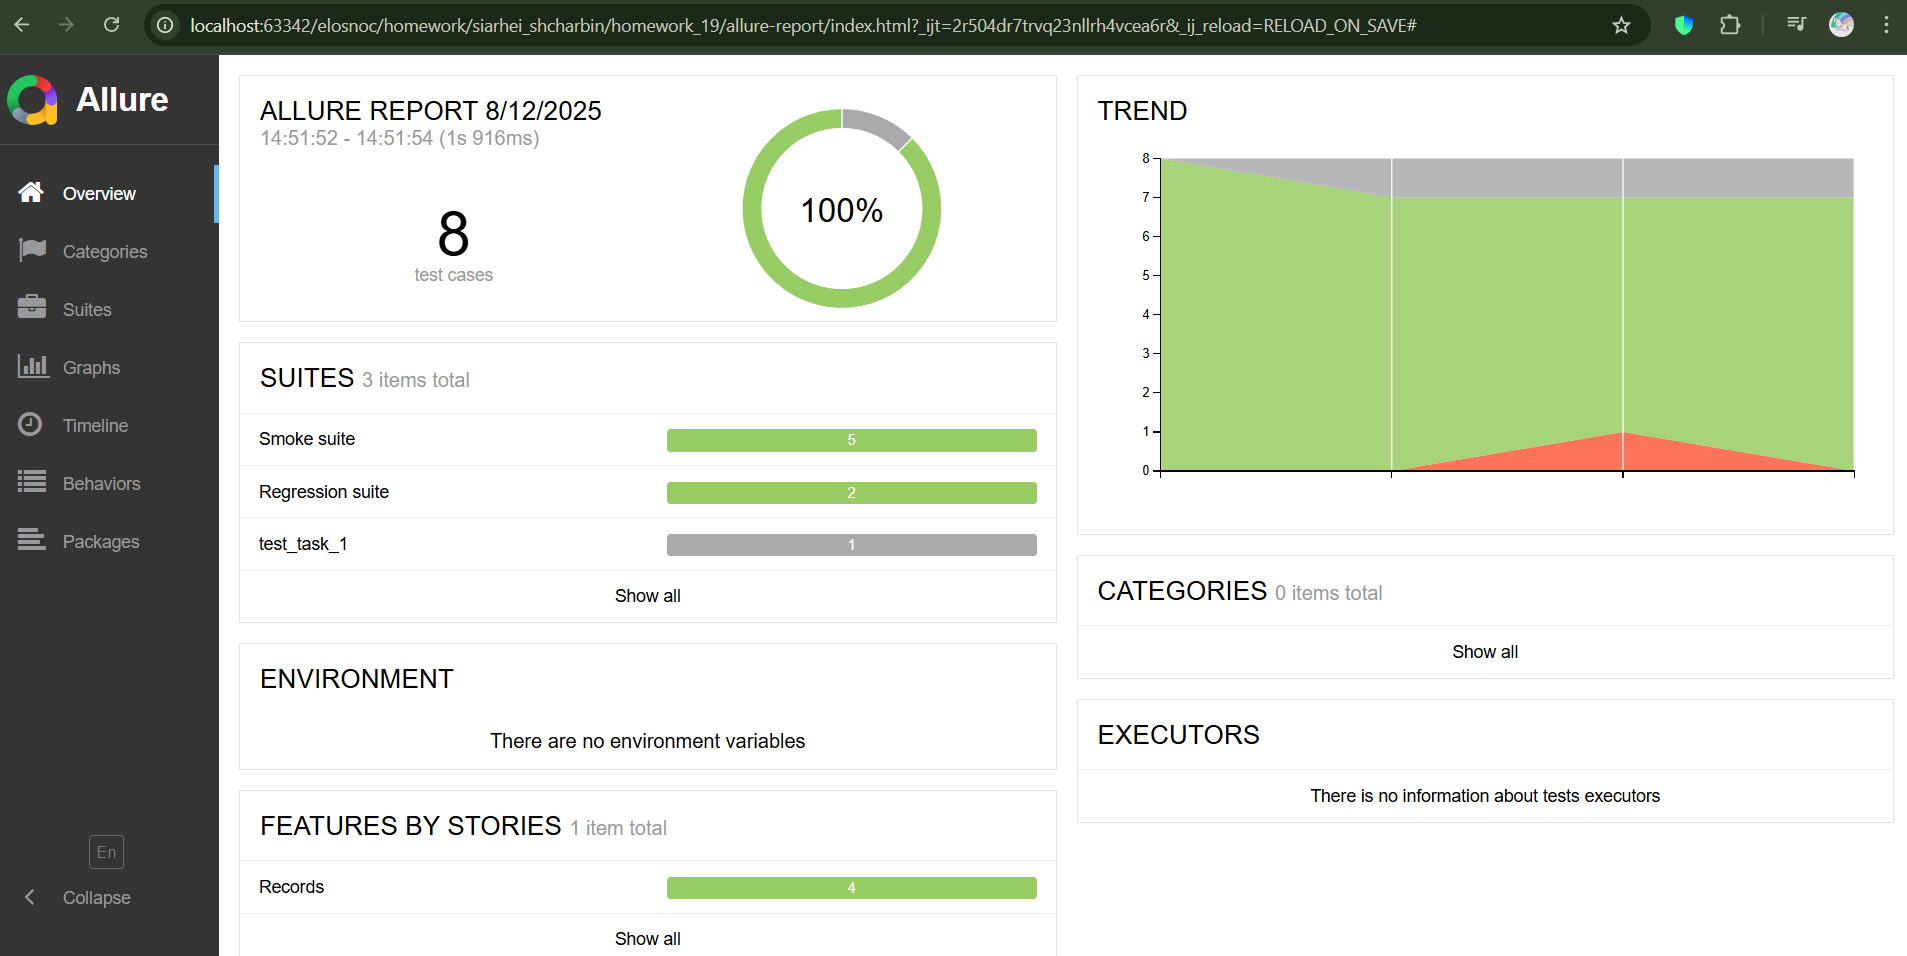 localhost:63342/elosnoc/homework/siarhei_shcharbin/homework_19/allure-report/index.html?_ijt=2r504dr7trvq23nllrh4vcea6r&_ij_reload=RELOAD_ON_SAVE#
Allure
Overview
Categories
Suites
Graphs
Timeline
Behaviors
Packages
En
Collapse
ALLURE REPORT 8/12/2025
14:51:52 - 14:51:54 (1s 916ms)
8
test cases
100%
SUITES 3 items total
Smoke suite 5
Regression suite 2
test_task_1 1
Show all
ENVIRONMENT
There are no environment variables
FEATURES BY STORIES 1 item total
Records 4
Show all
TREND
8
7
6
5
4
3
2
1
0
CATEGORIES 0 items total
Show all
EXECUTORS
There is no information about tests executors